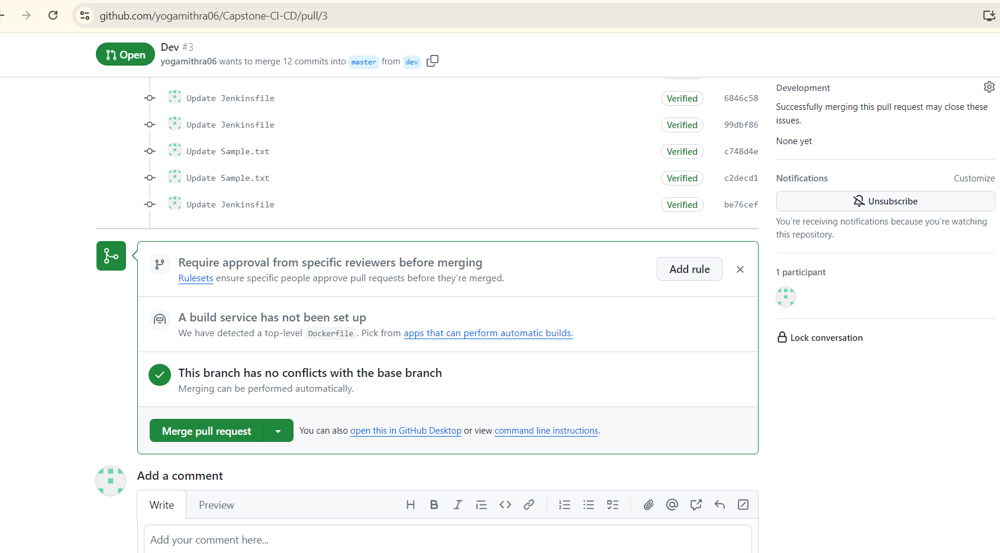 github.com/yogamithra06/Capstone-CI-CD/pull/3
Open
Dev #3
yogamithra06 wants to merge 12 commits into master from dev
Update Jenkinsfile Verified 6846c58
Update Jenkinsfile Verified 99dbf86
Update Sample.txt Verified c748d4e
Update Sample.txt Verified c2decd1
Update Jenkinsfile Verified be76cef
Require approval from specific reviewers before merging
Rulesets ensure specific people approve pull requests before they're merged.
Add rule
A build service has not been set up
We have detected a top-level Dockerfile. Pick from apps that can perform automatic builds.
This branch has no conflicts with the base branch
Merging can be performed automatically.
Merge pull request
You can also open this in GitHub Desktop or view command line instructions.
Add a comment
Write Preview
Add your comment here...
Development
Successfully merging this pull request may close these
issues.
None yet
Notifications Customize
Unsubscribe
You're receiving notifications because you're watching
this repository.
1 participant
Lock conversation